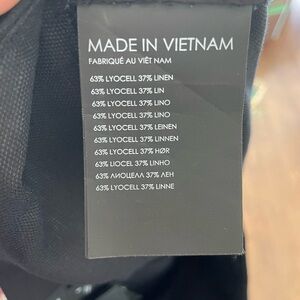 MADE IN VIETNAM
FABRIQUÉ AU VIÊT NAM
63% LYOCELL 37% LINEN
63% LYOCELL 37% LIN
63% LYOCELL 37% LINO
63% LYOCELL 37% LINO
63% LYOCELL 37% LEINEN
63% LYOCELL 37% LINNEN
63% LYOCELL 37% HØR
63% LIOCEL 37% LINHO
63% ЛИОЦЕЛЛ 37% ЛЕН
63% LYOCELL 37% LINNE